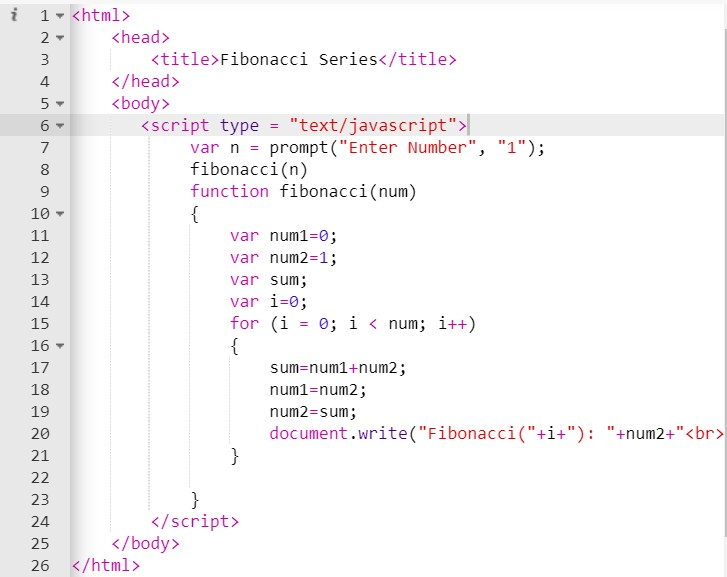 i 1 <html>
2 <head>
3 <title>Fibonacci Series</title>
4 </head>
5 <body>
6 <script type = "text/javascript">
7 var n = prompt("Enter Number", "1");
8 fibonacci(n)
9 function fibonacci(num)
10 {
11 var num1=0;
12 var num2=1;
13 var sum;
14 var i=0;
15 for (i = 0; i < num; i++)
16 {
17 sum=num1+num2;
18 num1=num2;
19 num2=sum;
20 document.write("Fibonacci("+i+"): "+num2+"<br>
21 }
22
23 }
24 </script>
25 </body>
26 </html>